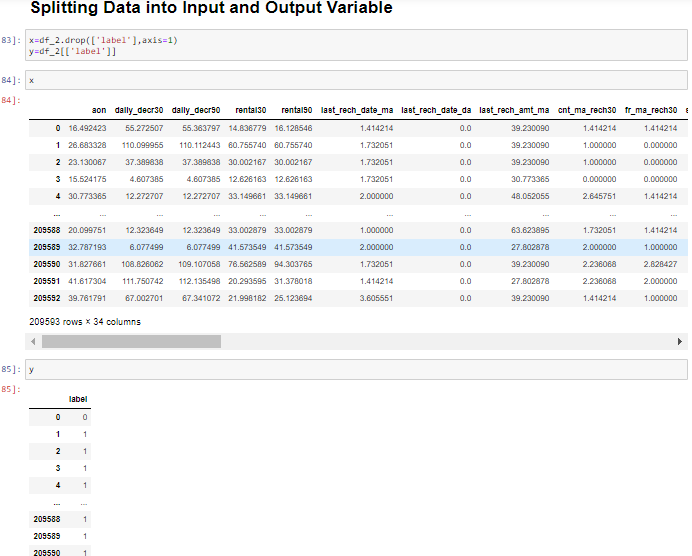 Splitting Data into Input and Output Variable
83]: x=df_2.drop(['label'],axis=1)
y=df_2[['label']]
84]: x
84]:
aon daily_decr30 daily_decr90 rental30 rental90 last_rech_date_ma last_rech_date_da last_rech_amt_ma cnt_ma_rech30 fr_ma_rech30 s
0 16.492423 55.272507 55.363797 14.836779 16.128546 1.414214 0.0 39.230090 1.414214 1.414214
1 26.683328 110.099955 110.112443 60.755740 60.755740 1.732051 0.0 39.230090 1.000000 0.000000
2 23.130067 37.389838 37.389838 30.002167 30.002167 1.732051 0.0 39.230090 1.000000 0.000000
3 15.524175 4.607385 4.607385 12.626163 12.626163 1.732051 0.0 30.773365 0.000000 0.000000
4 30.773365 12.272707 12.272707 33.149661 33.149661 2.000000 0.0 48.052055 2.645751 1.414214
... ... ... ... ... ... ... ... ... ... ...
209588 20.099751 12.323649 12.323649 33.002879 33.002879 1.000000 0.0 63.623895 1.732051 1.414214
209589 32.787193 6.077499 6.077499 41.573549 41.573549 2.000000 0.0 27.802878 2.000000 1.000000
209590 31.827661 108.826062 109.107058 76.562589 94.303765 1.732051 0.0 39.230090 2.236068 2.828427
209591 41.617304 111.750742 112.135498 20.293595 31.378018 1.414214 0.0 27.802878 2.236068 2.000000
209592 39.761791 67.002701 67.341072 21.998182 25.123694 3.605551 0.0 39.230090 1.414214 1.000000
209593 rows × 34 columns
85]: y
85]:
label
0 0
1 1
2 1
3 1
4 1
... ...
209588 1
209589 1
209590 1